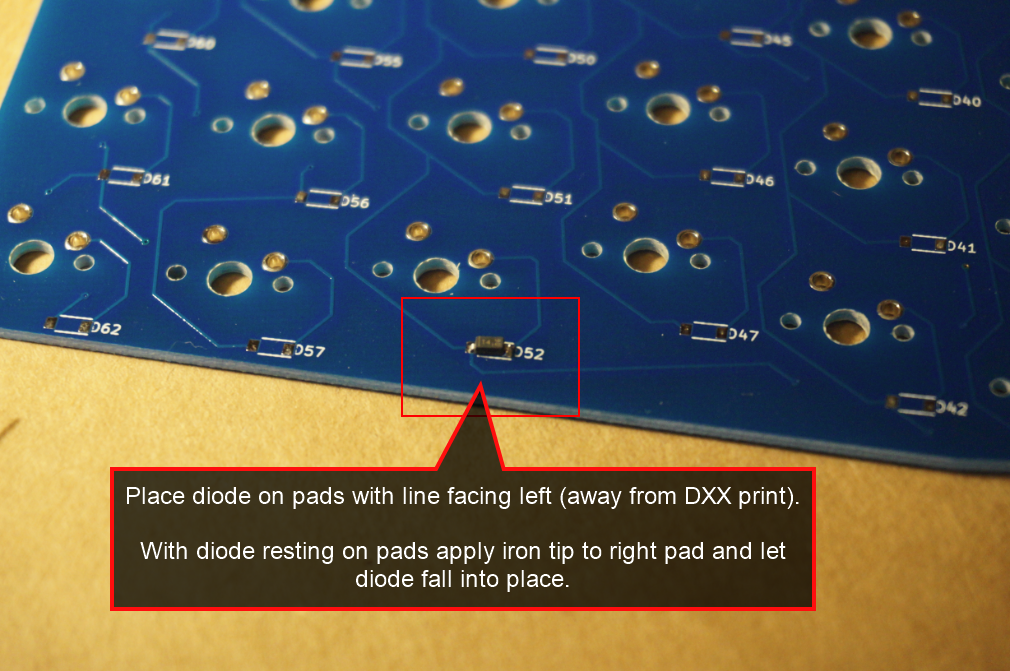 D60
D55
D50
D45
D40
D61
D56
D51
D46
D41
D62
D57
D52
D47
D42
Place diode on pads with line facing left (away from DXX print).
With diode resting on pads apply iron tip to right pad and let
diode fall into place.